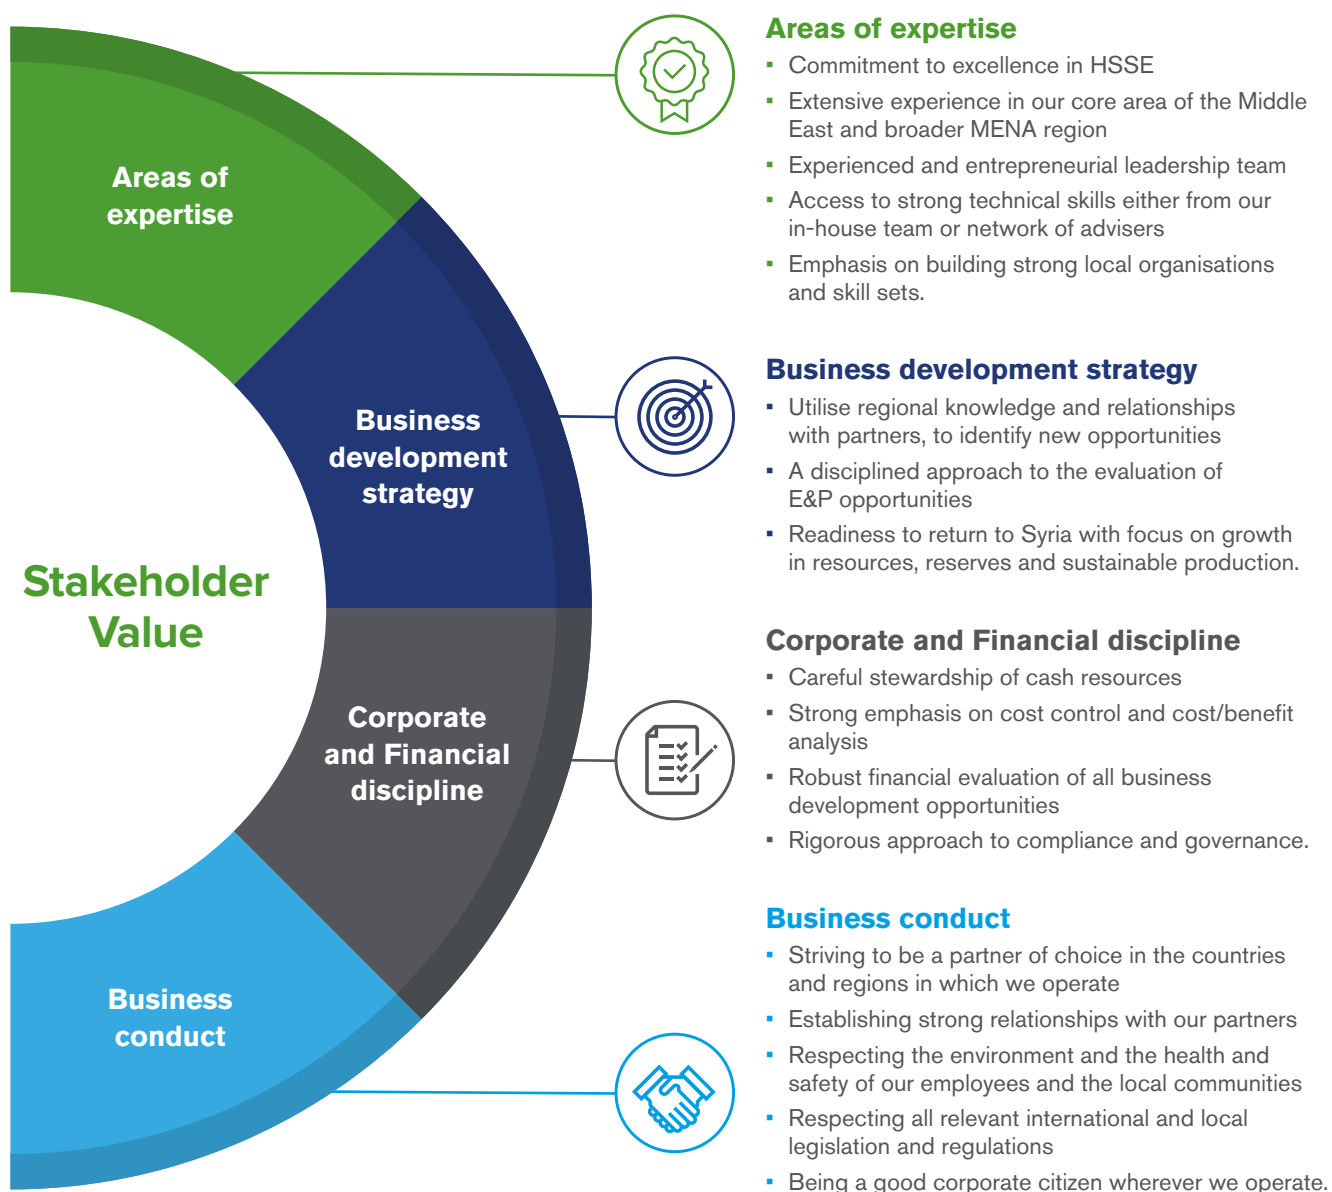 Areas of
expertise
Business
development
strategy
Stakeholder
Value
Corporate
and Financial
discipline
Business
conduct
Areas of expertise
▪ Commitment to excellence in HSSE
▪ Extensive experience in our core area of the Middle
East and broader MENA region
▪ Experienced and entrepreneurial leadership team
▪ Access to strong technical skills either from our
in-house team or network of advisers
▪ Emphasis on building strong local organisations
and skill sets.
Business development strategy
▪ Utilise regional knowledge and relationships
with partners, to identify new opportunities
▪ A disciplined approach to the evaluation of
E&P opportunities
▪ Readiness to return to Syria with focus on growth
in resources, reserves and sustainable production.
Corporate and Financial discipline
▪ Careful stewardship of cash resources
▪ Strong emphasis on cost control and cost/benefit
analysis
▪ Robust financial evaluation of all business
development opportunities
▪ Rigorous approach to compliance and governance.
Business conduct
▪ Striving to be a partner of choice in the countries
and regions in which we operate
▪ Establishing strong relationships with our partners
▪ Respecting the environment and the health and
safety of our employees and the local communities
▪ Respecting all relevant international and local
legislation and regulations
▪ Being a good corporate citizen wherever we operate.